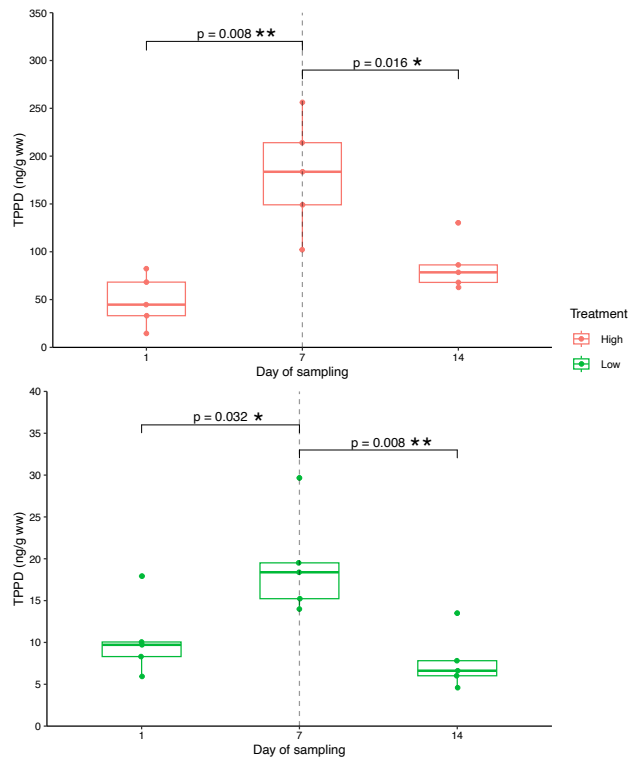 350
300
250
200
150
100
50
0
TPPD (ng/g ww)
p = 0.008 **
p = 0.016 *
1 7 14
Day of sampling
Treatment
High
Low
40
35
30
25
20
15
10
5
0
TPPD (ng/g ww)
p = 0.032 *
p = 0.008 **
1 7 14
Day of sampling